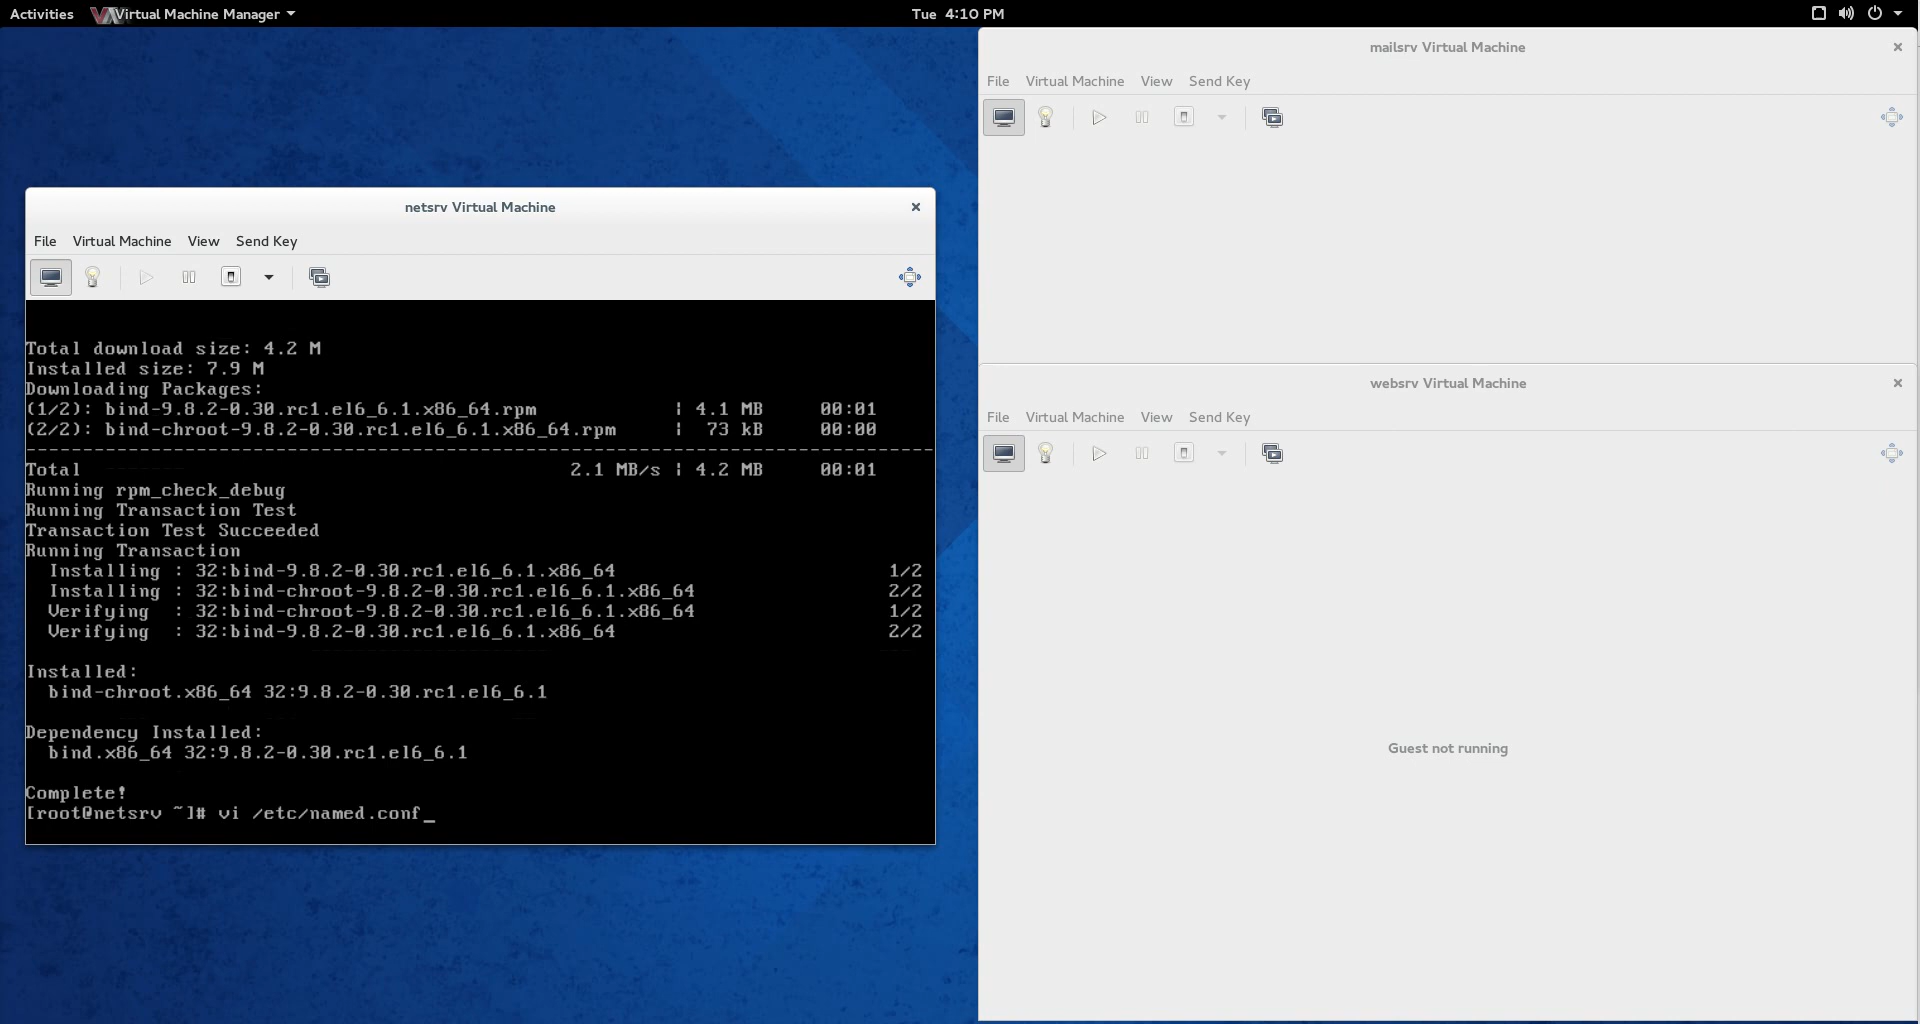 Activities Virtual Machine Manager Tue 4:10 PM
netsrv Virtual Machine
File Virtual Machine View Send Key
Total download size: 4.2 M
Installed size: 7.9 M
Downloading Packages:
(1/2): bind-9.8.2-0.30.rc1.el6_6.1.x86_64.rpm | 4.1 MB 00:01
(2/2): bind-chroot-9.8.2-0.30.rc1.el6_6.1.x86_64.rpm | 73 kB 00:00
--------------------------------------------------------------------------------
Total 2.1 MB/s | 4.2 MB 00:01
Running rpm_check_debug
Running Transaction Test
Transaction Test Succeeded
Running Transaction
Installing : 32:bind-9.8.2-0.30.rc1.el6_6.1.x86_64 1/2
Installing : 32:bind-chroot-9.8.2-0.30.rc1.el6_6.1.x86_64 2/2
Verifying : 32:bind-chroot-9.8.2-0.30.rc1.el6_6.1.x86_64 1/2
Verifying : 32:bind-9.8.2-0.30.rc1.el6_6.1.x86_64 2/2
Installed:
bind-chroot.x86_64 32:9.8.2-0.30.rc1.el6_6.1
Dependency Installed:
bind.x86_64 32:9.8.2-0.30.rc1.el6_6.1
Complete!
[root@netsrv ~]# vi /etc/named.conf_
mailsrv Virtual Machine
File Virtual Machine View Send Key
websrv Virtual Machine
File Virtual Machine View Send Key
Guest not running